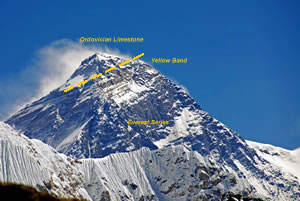 Ordovician Limestone
Yellow Band
Everest Series